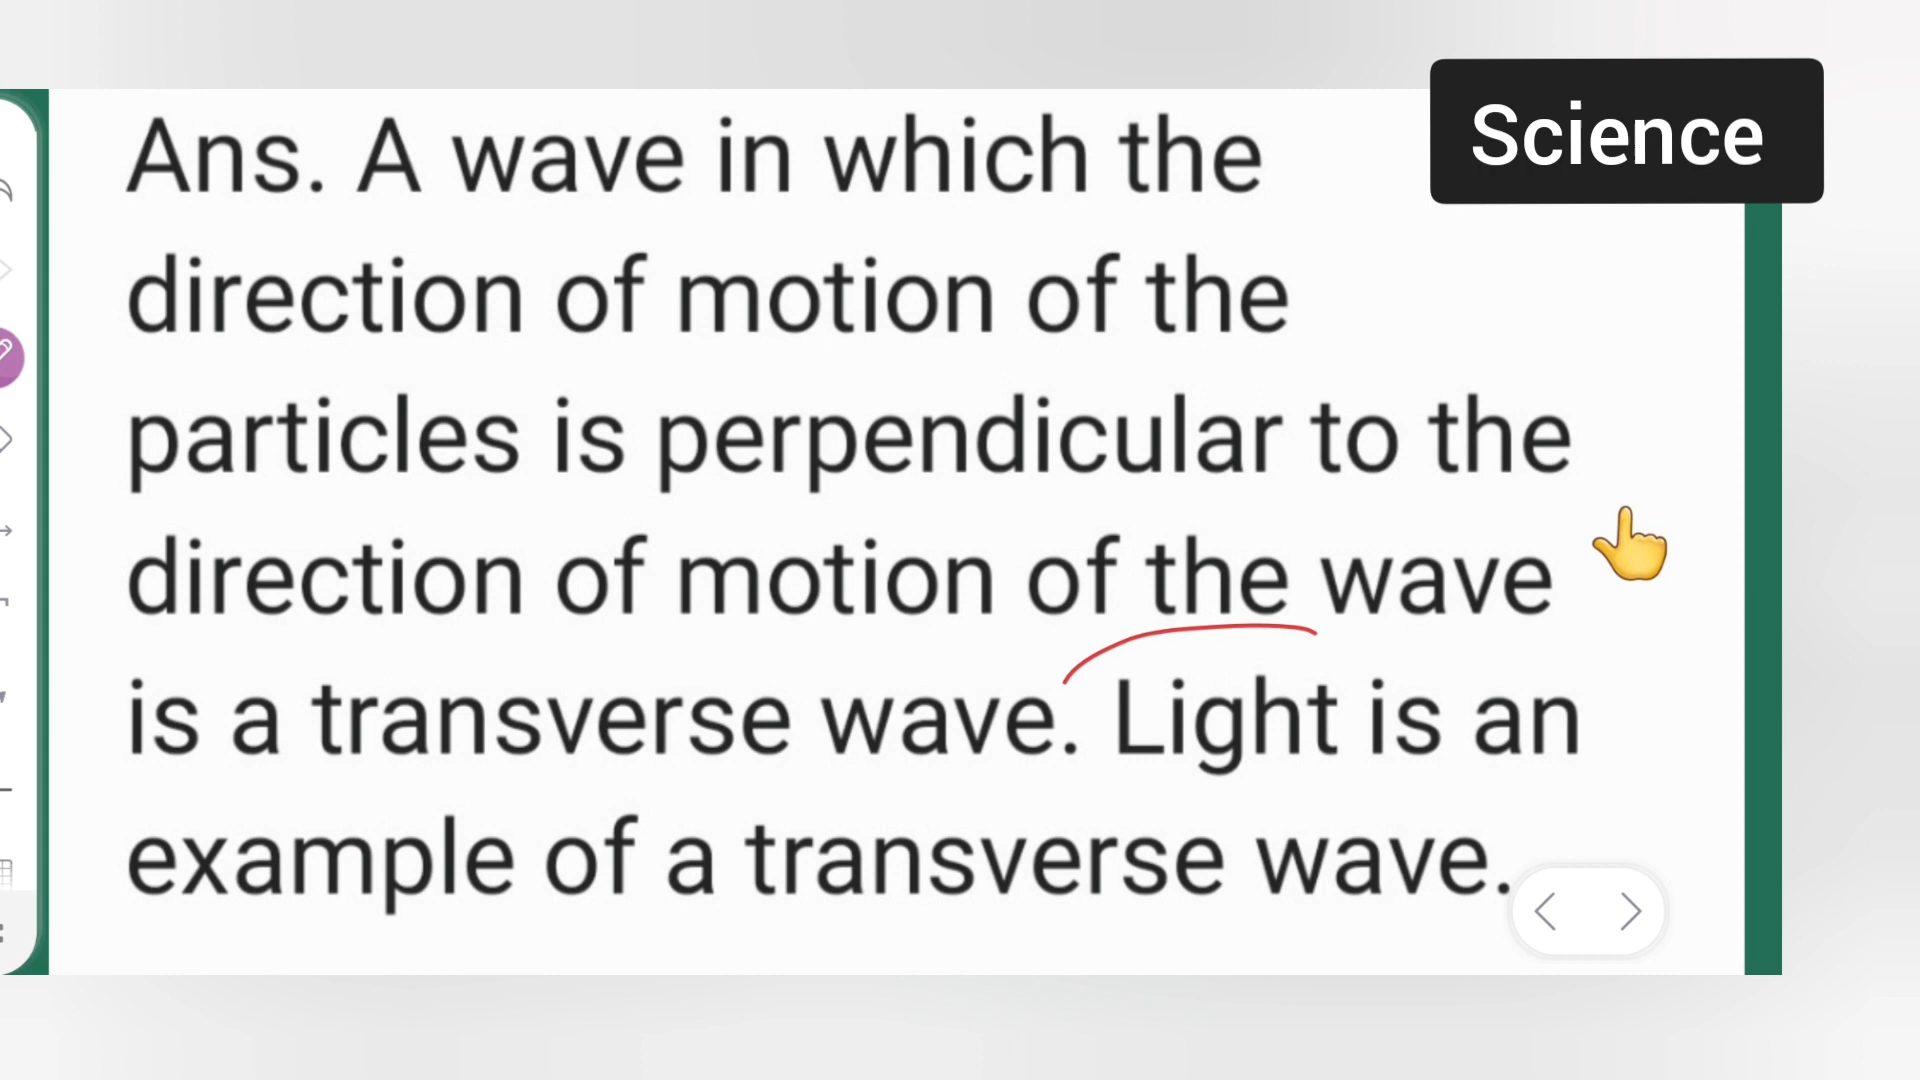 Science
Ans. A wave in which the
direction of motion of the
particles is perpendicular to the
direction of motion of the wave
is a transverse wave. Light is an
example of a transverse wave.